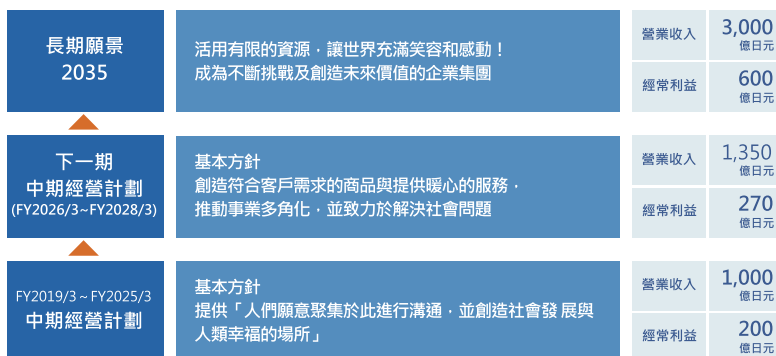 長期願景
2035
活用有限的資源，讓世界充滿笑容和感動！
成為不斷挑戰及創造未來價值的企業集團
營業收入
3,000
億日元
經常利益
600
億日元
下一期
中期經營計劃
(FY2026/3~FY2028/3)
基本方針
創造符合客戶需求的商品與提供暖心的服務，
推動事業多角化，並致力於解決社會問題
營業收入
1,350
億日元
經常利益
270
億日元
FY2019/3～FY2025/3
中期經營計劃
基本方針
提供「人們願意聚集於此進行溝通，並創造社會發 展與
人類幸福的場所」
營業收入
1,000
億日元
經常利益
200
億日元